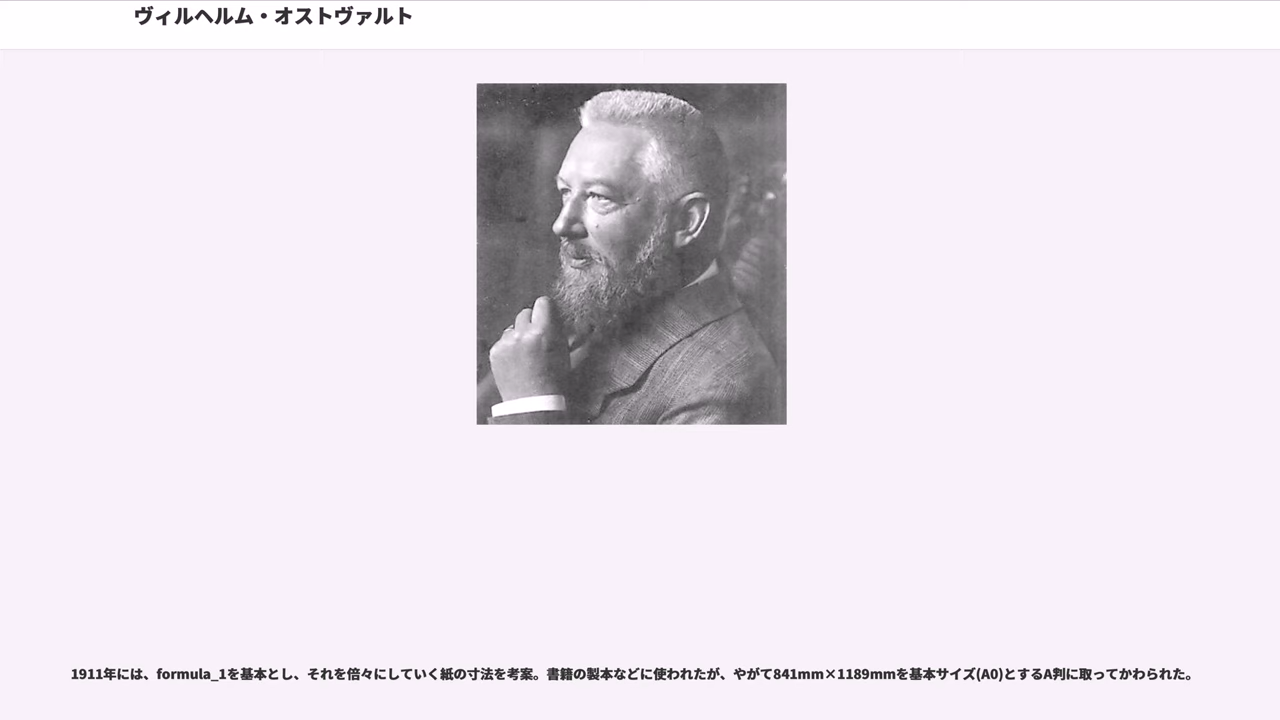 ヴィルヘルム・オストヴァルト
1911年には、formula_1を基本とし、それを倍々にしていく紙の寸法を考案。書籍の製本などに使われたが、やがて841mm×1189mmを基本サイズ(A0)とするA判に取ってかわられた。